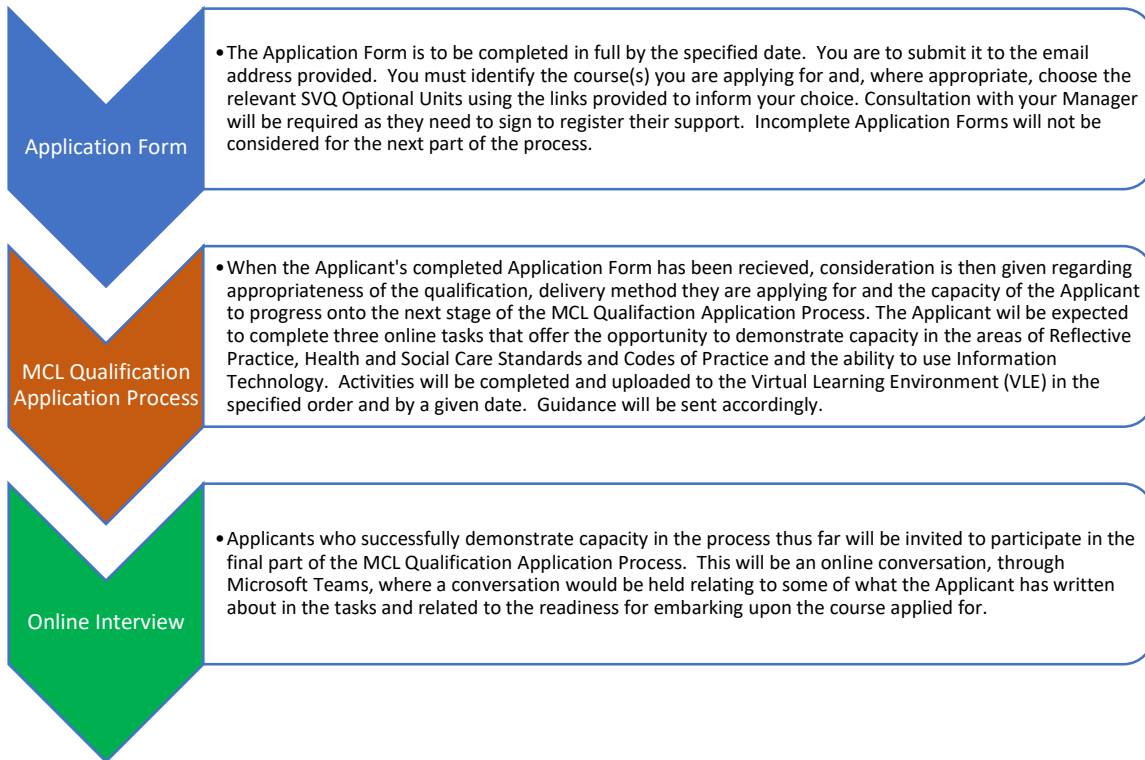 Application Form
•The Application Form is to be completed in full by the specified date.  You are to submit it to the email
address provided.  You must identify the course(s) you are applying for and, where appropriate, choose the
relevant SVQ Optional Units using the links provided to inform your choice. Consultation with your Manager
will be required as they need to sign to register their support.  Incomplete Application Forms will not be
considered for the next part of the process.
MCL Qualification
Application Process
•When the Applicant's completed Application Form has been recieved, consideration is then given regarding
appropriateness of the qualification, delivery method they are applying for and the capacity of the Applicant
to progress onto the next stage of the MCL Qualifaction Application Process. The Applicant wil be expected
to complete three online tasks that offer the opportunity to demonstrate capacity in the areas of Reflective
Practice, Health and Social Care Standards and Codes of Practice and the ability to use Information
Technology.  Activities will be completed and uploaded to the Virtual Learning Environment (VLE) in the
specified order and by a given date.  Guidance will be sent accordingly.
Online Interview
•Applicants who successfully demonstrate capacity in the process thus far will be invited to participate in the
final part of the MCL Qualification Application Process.  This will be an online conversation, through
Microsoft Teams, where a conversation would be held relating to some of what the Applicant has written
about in the tasks and related to the readiness for embarking upon the course applied for.